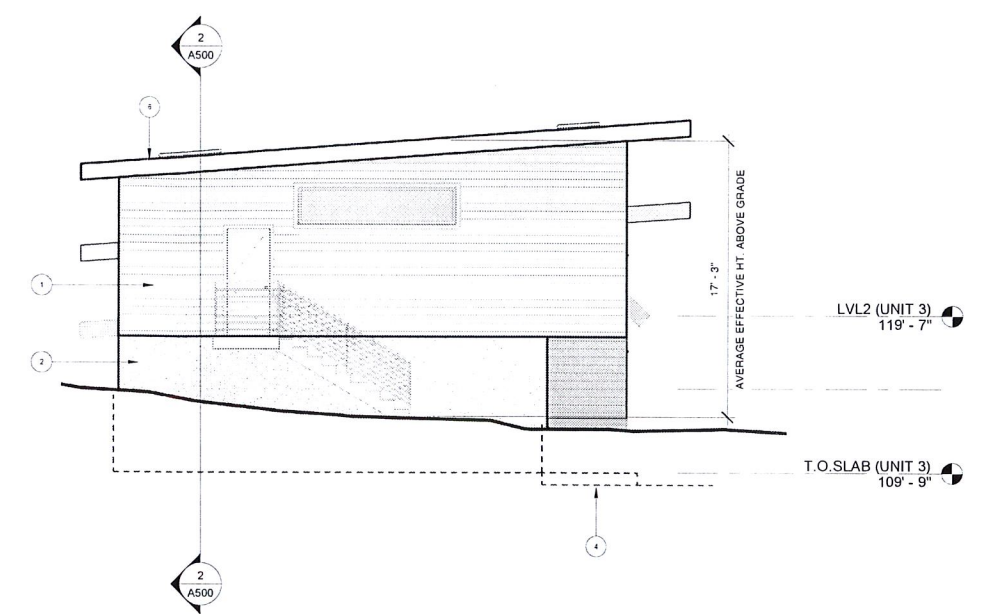 2
A500
6
17' - 3"
AVERAGE EFFECTIVE HT. ABOVE GRADE
1
LVL2 (UNIT 3)
119' - 7"
2
T.O.SLAB (UNIT 3)
109' - 9"
4
2
A500